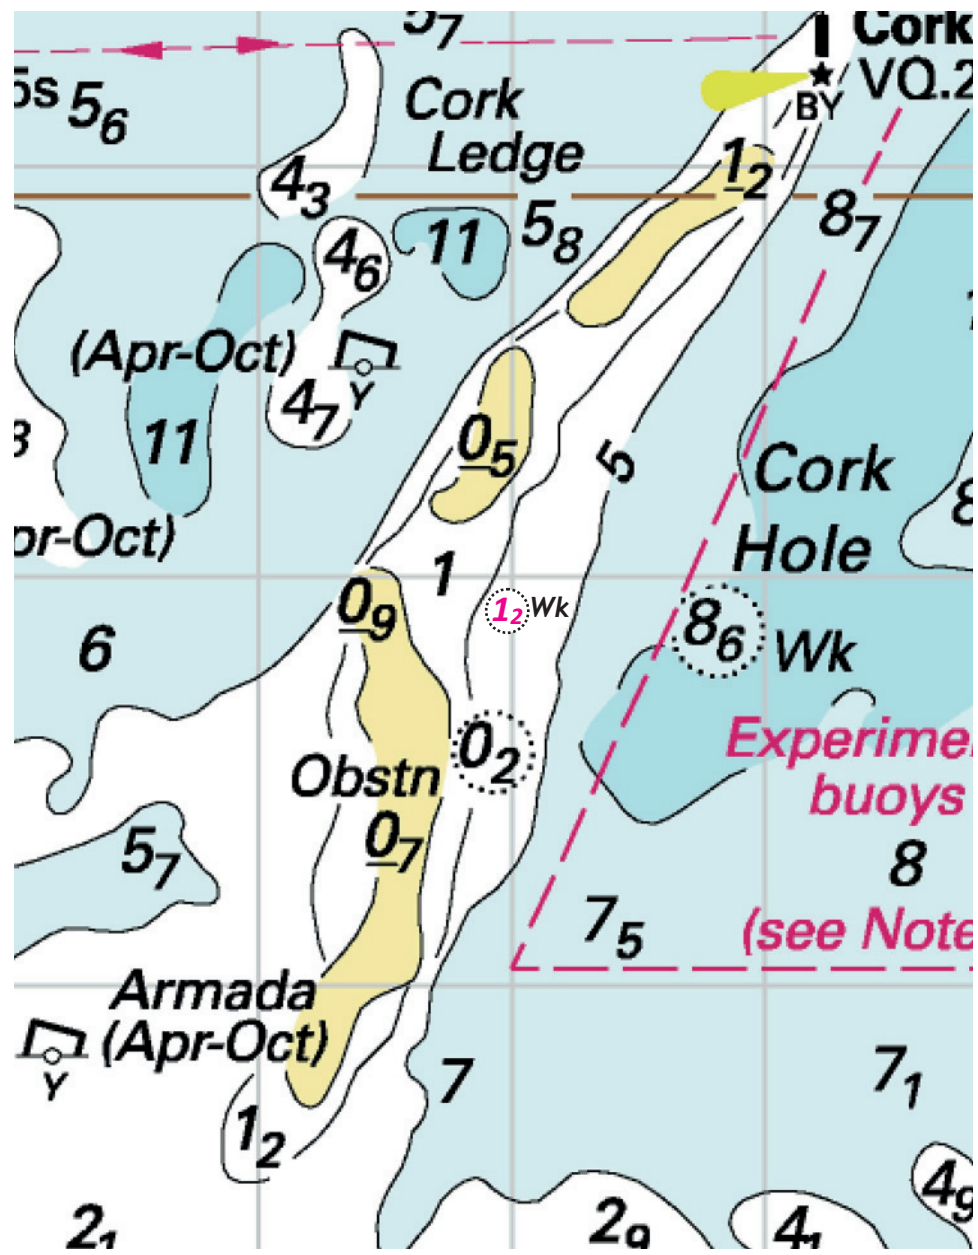 5₇
Cork
5s 5₆
Cork
VQ.2
BY
Ledge
1₂
4₃
8₇
5₈
11
4₆
(Apr-Oct)
Y
4₇
11
0₅
5
Cork
pr-Oct)
Hole
1
0₉
1₂ Wk
8₆ Wk
6
0₂
Experime
Obstn
buoys
0₇
5₇
8
7₅
(see Note
Armada
(Apr-Oct)
Y
7
7₁
1₂
4₉
2₁
2₉
4₁